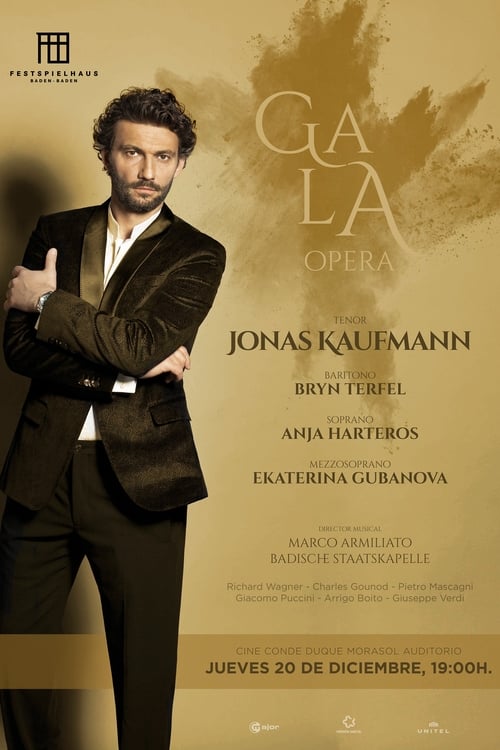 FESTSPIELHAUS
BADEN-BADEN
GA
LA
OPERA
TENOR
JONAS KAUFMANN
BARITONO
BRYN TERFEL
SOPRANO
ANJA HARTEROS
MEZZOSOPRANO
EKATERINA GUBANOVA
DIRECTOR MUSICAL
MARCO ARMILIATO
BADISCHE STAATSKAPELLE
Richard Wagner - Charles Gounod - Pietro Mascagni
Giacomo Puccini - Arrigo Boito - Giuseppe Verdi
CINE CONDE DUQUE MORASOL AUDITORIO
JUEVES 20 DE DICIEMBRE, 19:00H.
major
UNITEL